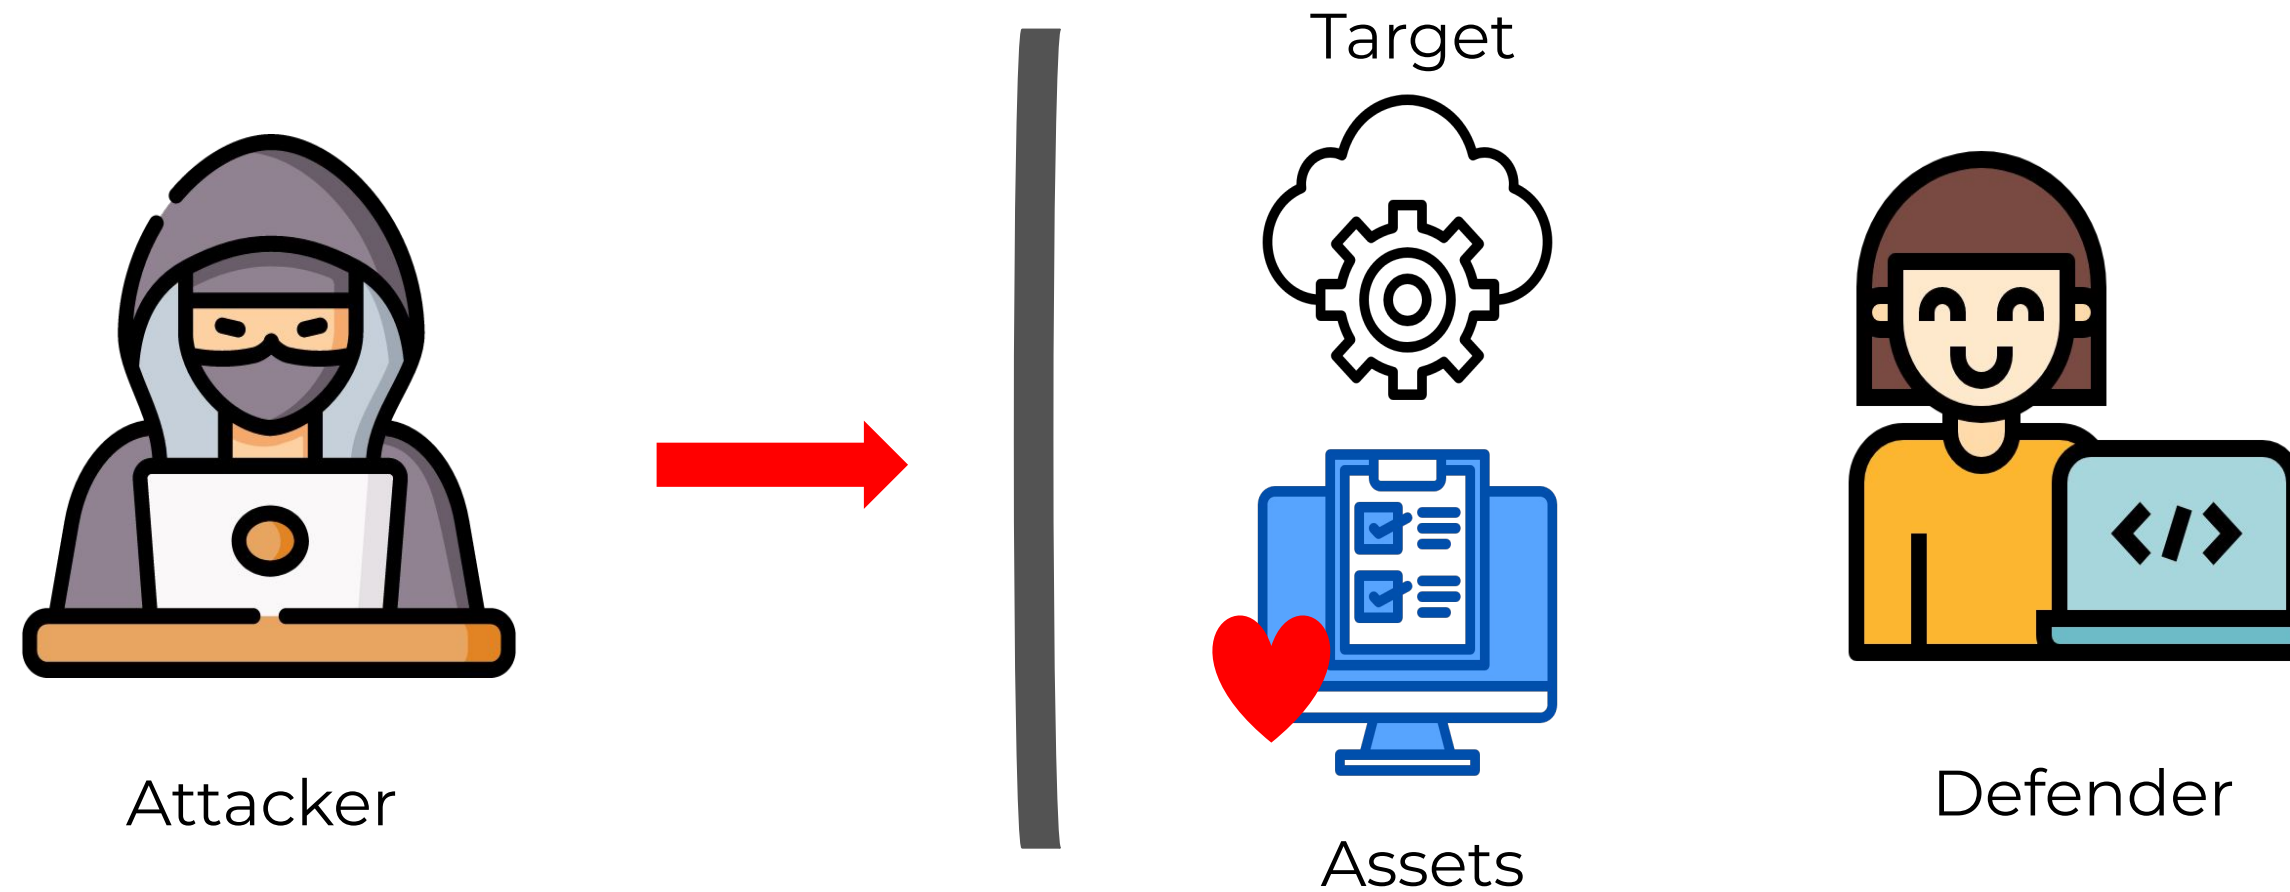 Target
Attacker
Assets
Defender
</>